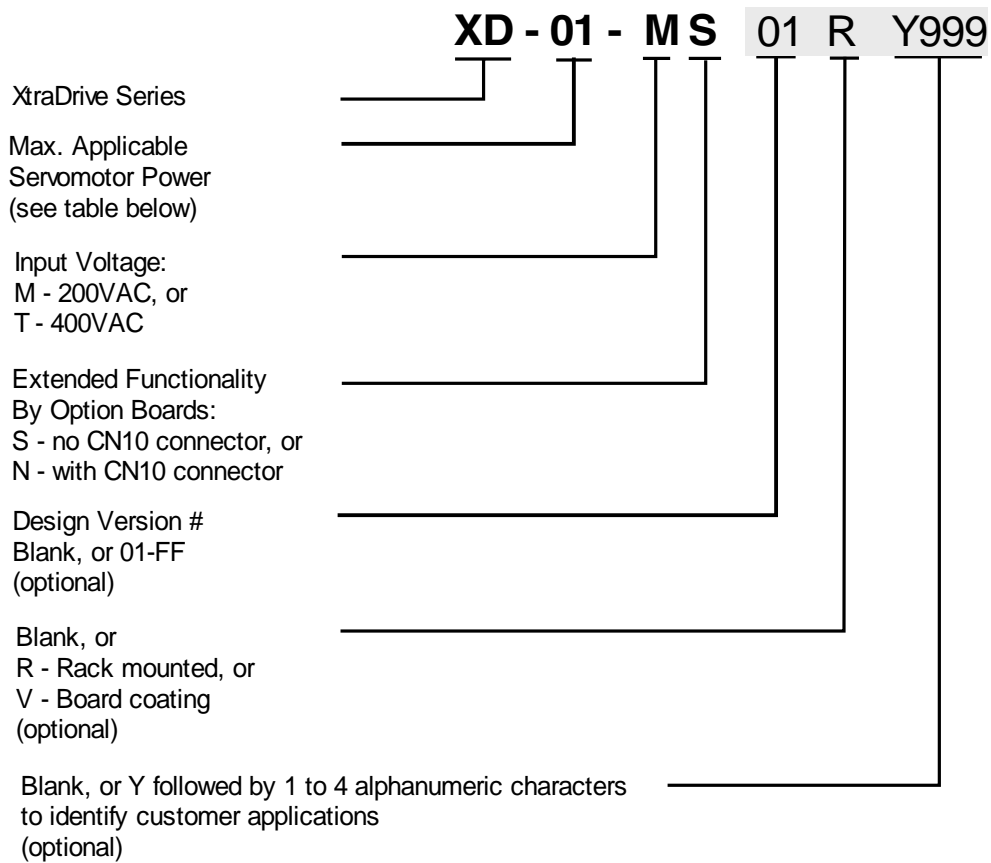 XD - 01 - M S 01 R Y999
XtraDrive Series
Max. Applicable
Servomotor Power
(see table below)
Input Voltage:
M - 200VAC, or
T - 400VAC
Extended Functionality
By Option Boards:
S - no CN10 connector, or
N - with CN10 connector
Design Version #
Blank, or 01-FF
(optional)
Blank, or
R - Rack mounted, or
V - Board coating
(optional)
Blank, or Y followed by 1 to 4 alphanumeric characters
to identify customer applications
(optional)